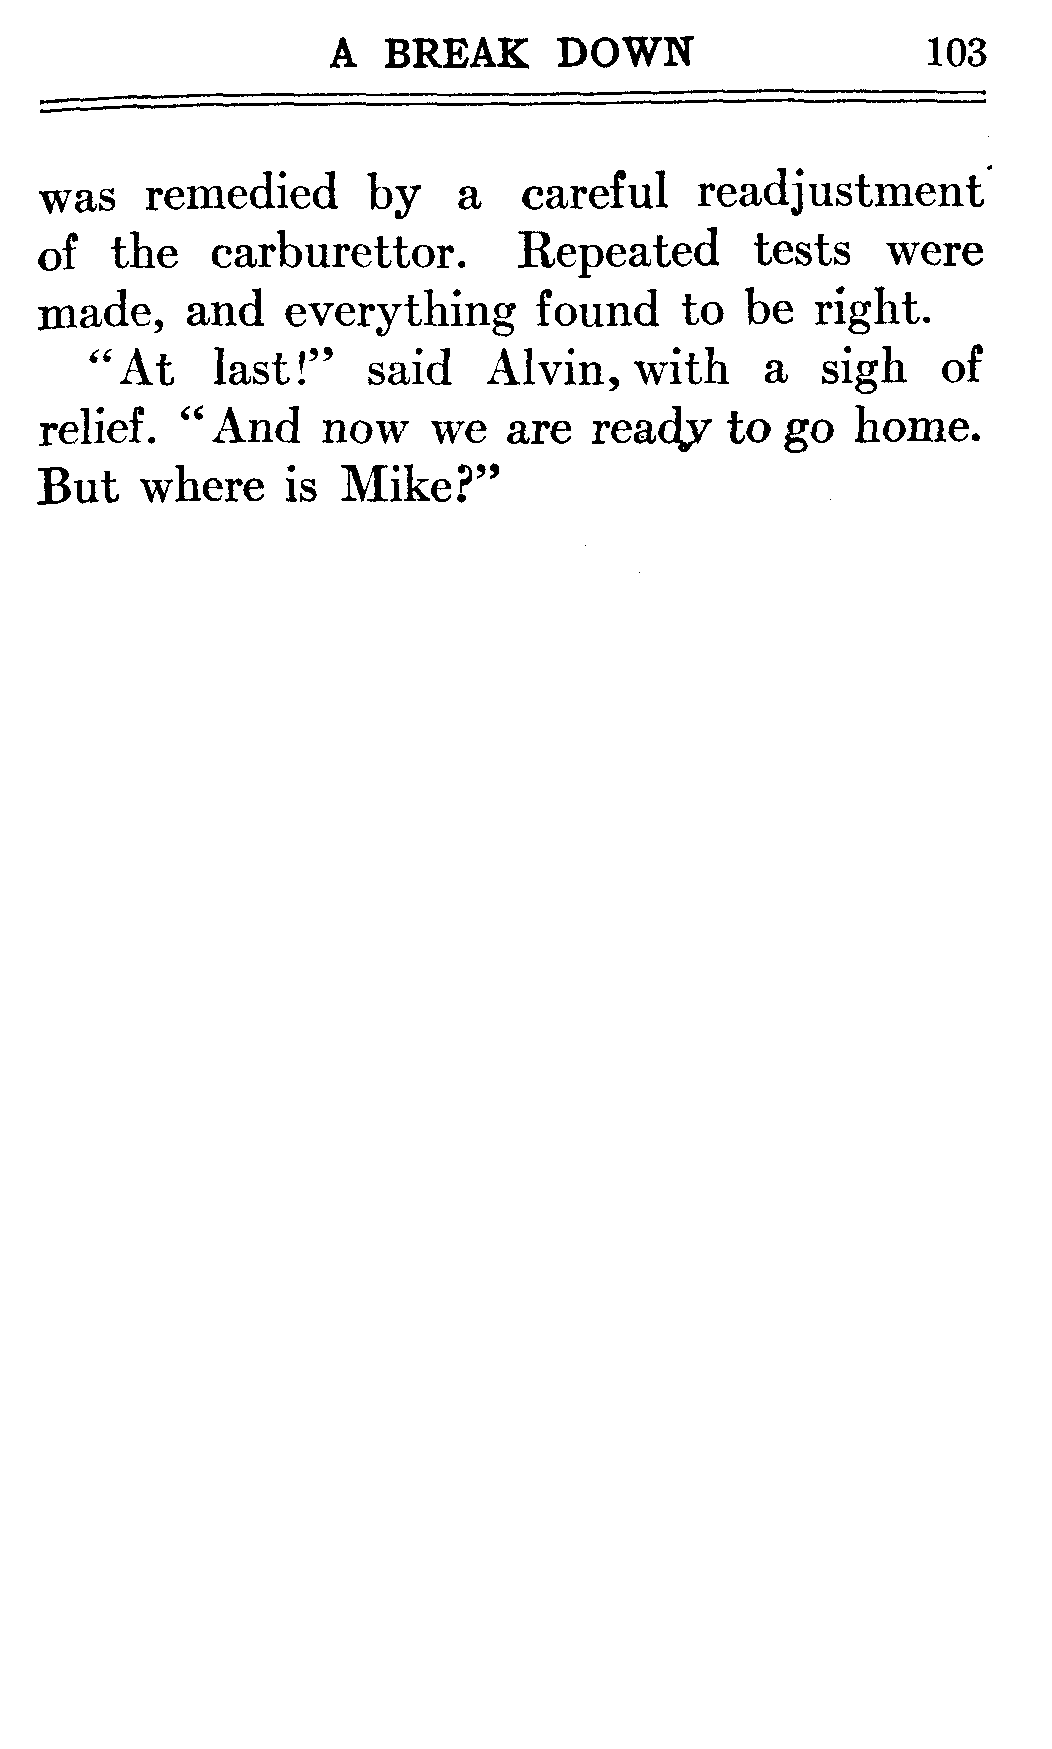 A BREAK DOWN 103
was remedied by a careful readjustment
of the carburettor. Repeated tests were
made, and everything found to be right.
“At last!” said Alvin, with a sigh of
relief. “And now we are ready to go home.
But where is Mike?”